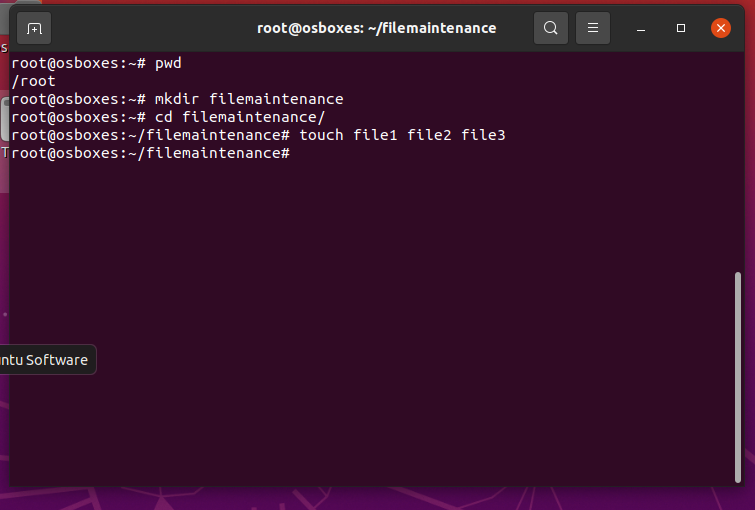 root@osboxes: ~/filemaintenance
root@osboxes:~# pwd
/root
root@osboxes:~# mkdir filemaintenance
root@osboxes:~# cd filemaintenance/
root@osboxes:~/filemaintenance# touch file1 file2 file3
root@osboxes:~/filemaintenance#
s
T
ntu Software